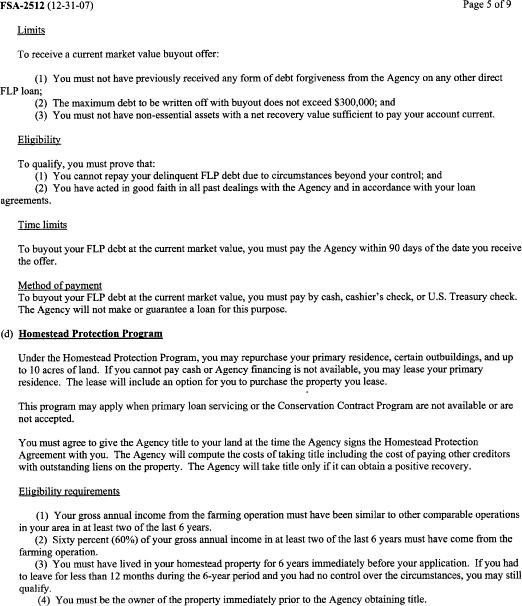 FSA-2512 (12-31-07) Page 5 of 9
Limits
To receive a current market value buyout offer:
(1) You must not have previously received any form of debt forgiveness from the Agency on any other direct
FLP loan;
(2) The maximum debt to be written off with buyout does not exceed $300,000; and
(3) You must not have non-essential assets with a net recovery value sufficient to pay your account current.
Eligibility
To qualify, you must prove that:
(1) You cannot repay your delinquent FLP debt due to circumstances beyond your control; and
(2) You have acted in good faith in all past dealings with the Agency and in accordance with your loan
agreements.
Time limits
To buyout your FLP debt at the current market value, you must pay the Agency within 90 days of the date you receive
the offer.
Method of payment
To buyout your FLP debt at the current market value, you must pay by cash, cashier's check, or U.S. Treasury check.
The Agency will not make or guarantee a loan for this purpose.
(d) Homestead Protection Program
Under the Homestead Protection Program, you may repurchase your primary residence, certain outbuildings, and up
to 10 acres of land. If you cannot pay cash or Agency financing is not available, you may lease your primary
residence. The lease will include an option for you to purchase the property you lease.
This program may apply when primary loan servicing or the Conservation Contract Program are not available or are
not accepted.
You must agree to give the Agency title to your land at the time the Agency signs the Homestead Protection
Agreement with you. The Agency will compute the costs of taking title including the cost of paying other creditors
with outstanding liens on the property. The Agency will take title only if it can obtain a positive recovery.
Eligibility requirements
(1) Your gross annual income from the farming operation must have been similar to other comparable operations
in your area in at least two of the last 6 years.
(2) Sixty percent (60%) of your gross annual income in at least two of the last 6 years must have come from the
farming operation.
(3) You must have lived in your homestead property for 6 years immediately before your application. If you had
to leave for less than 12 months during the 6-year period and you had no control over the circumstances, you may still
qualify.
(4) You must be the owner of the property immediately prior to the Agency obtaining title.